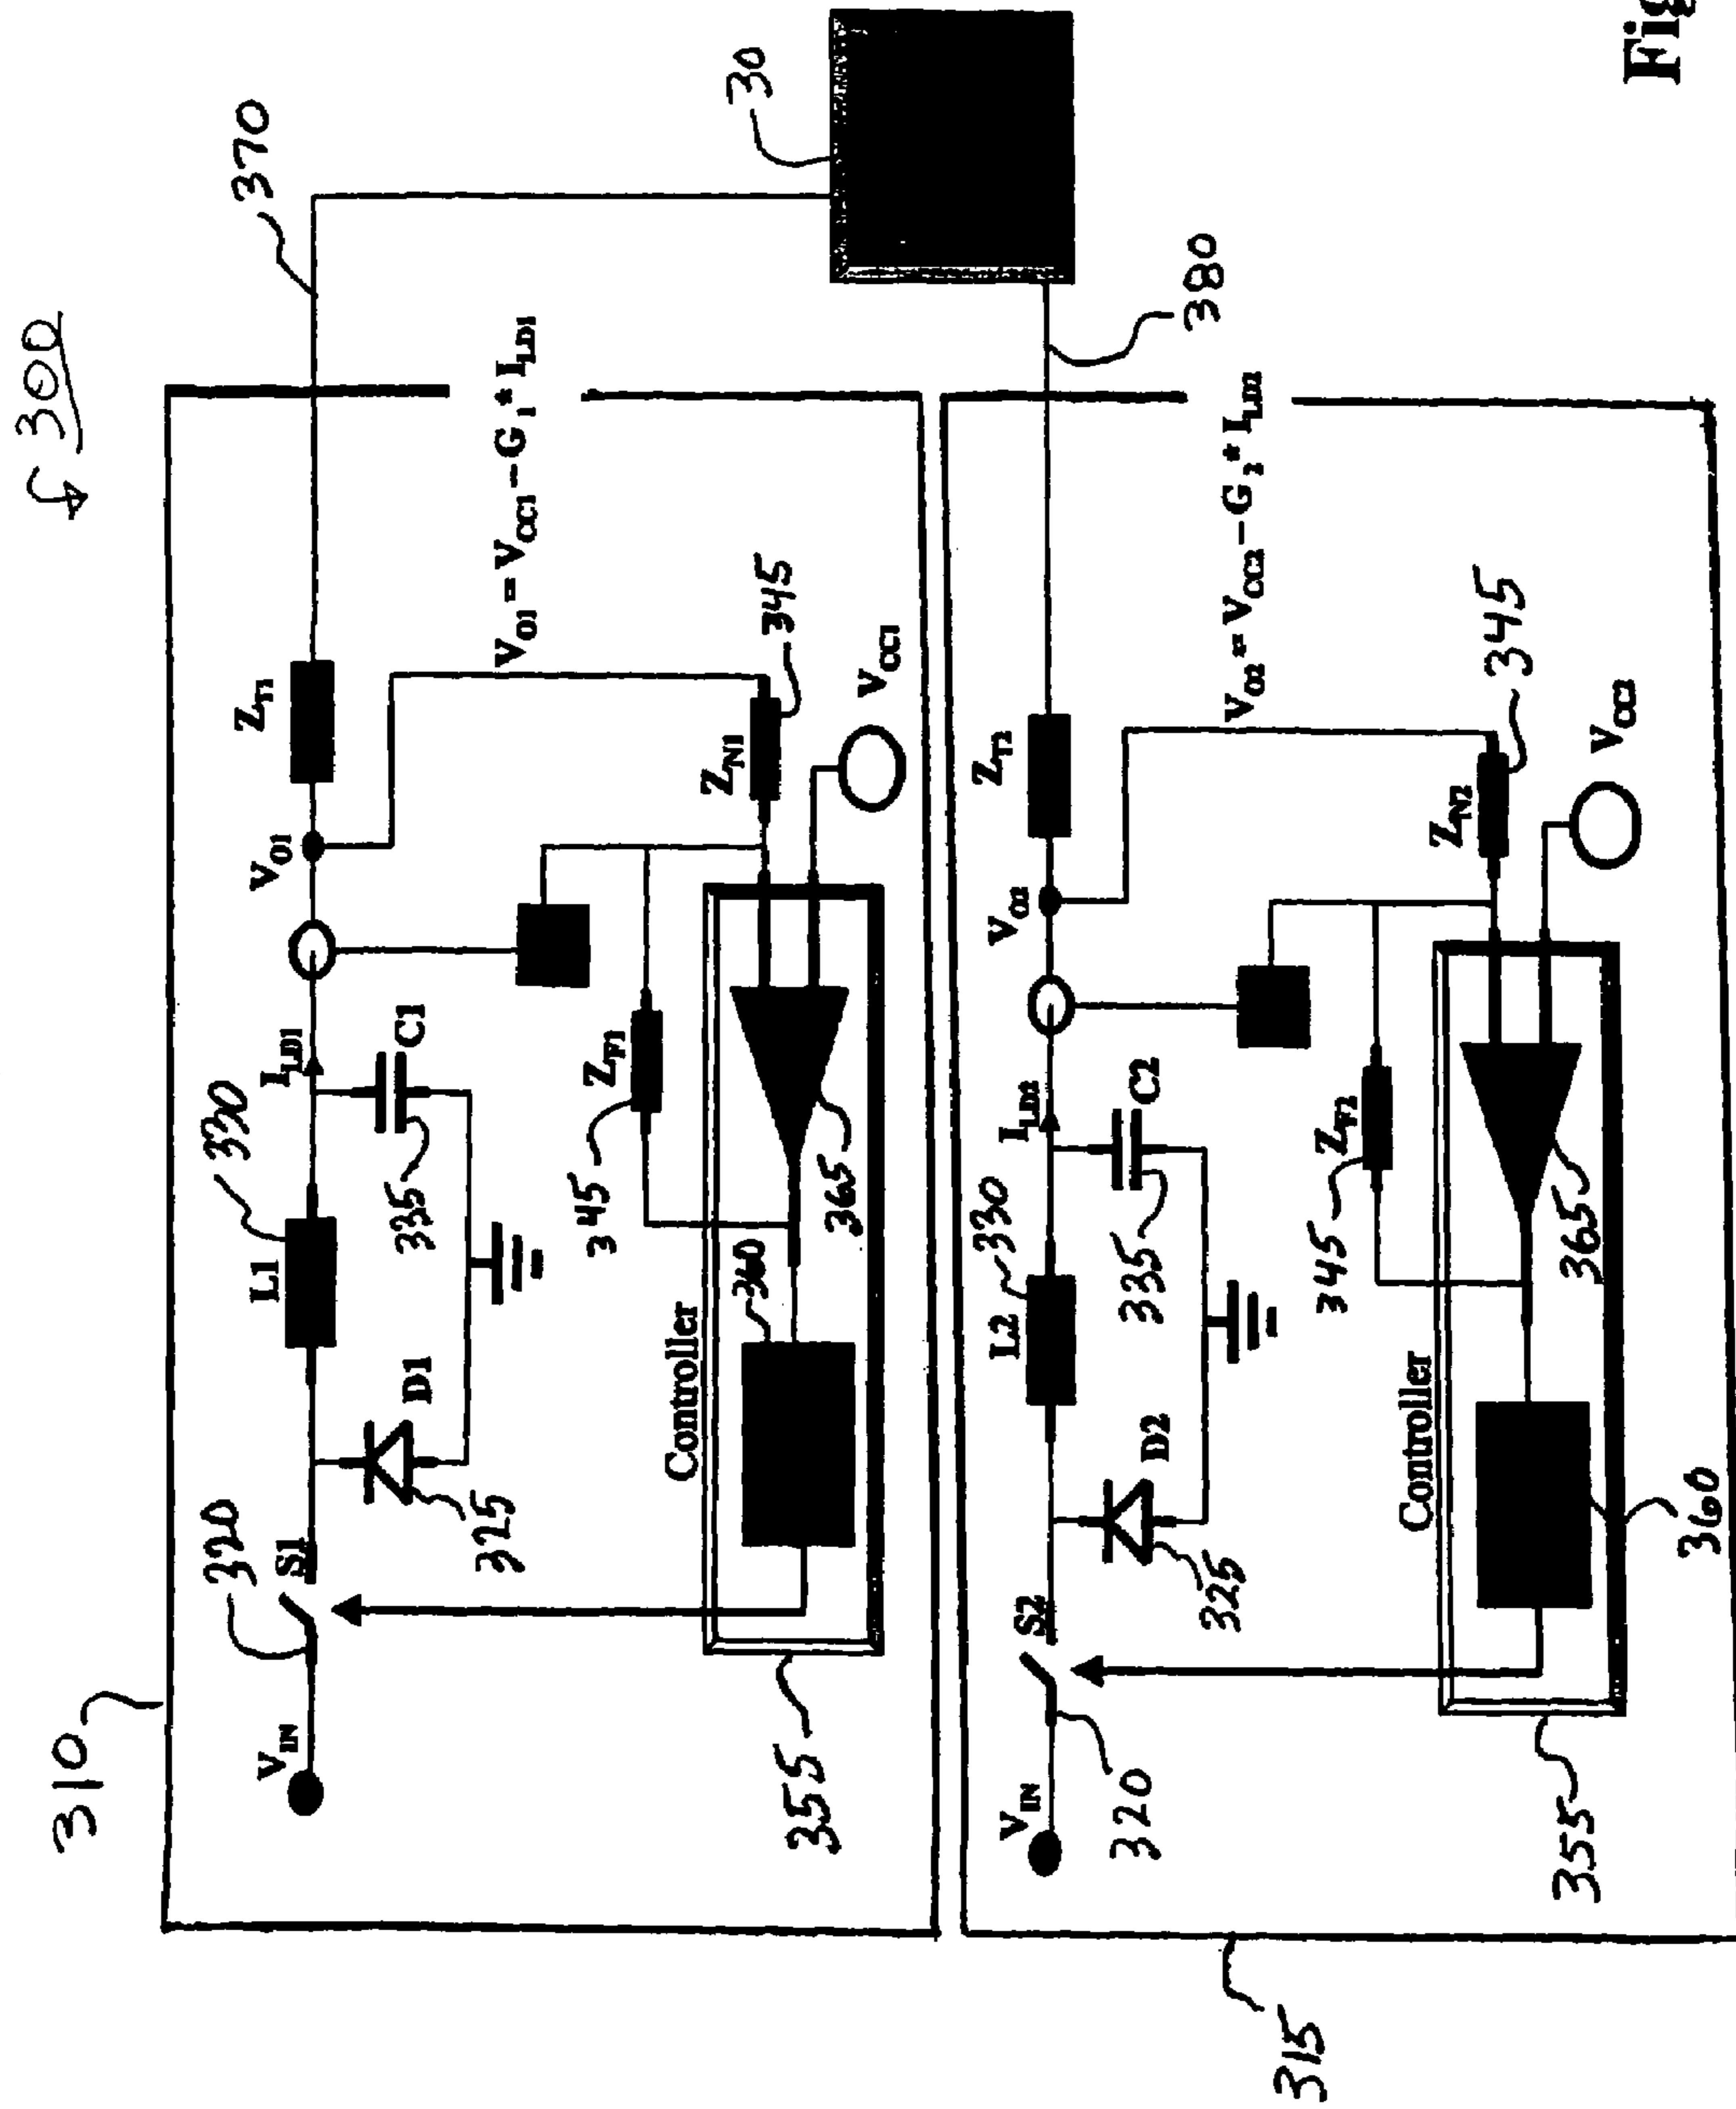 300
310
370
320
S1
V_IN
L1
330
I_LD1
V_O1
Z_T1
D1
325
335
C1
30
V_O1 = V_CC1 – G_1 * I_LD1
Controller
345
Z_F1
Z_N1
345
360
365
V_CC1
355
380
315
V_IN
320
S2
L2
330
I_LD2
V_O2
Z_T2
D2
325
335
C2
V_O2 = V_CC2 – G_2 * I_LD2
Controller
345
Z_F2
Z_N2
345
360
365
V_CC2
355